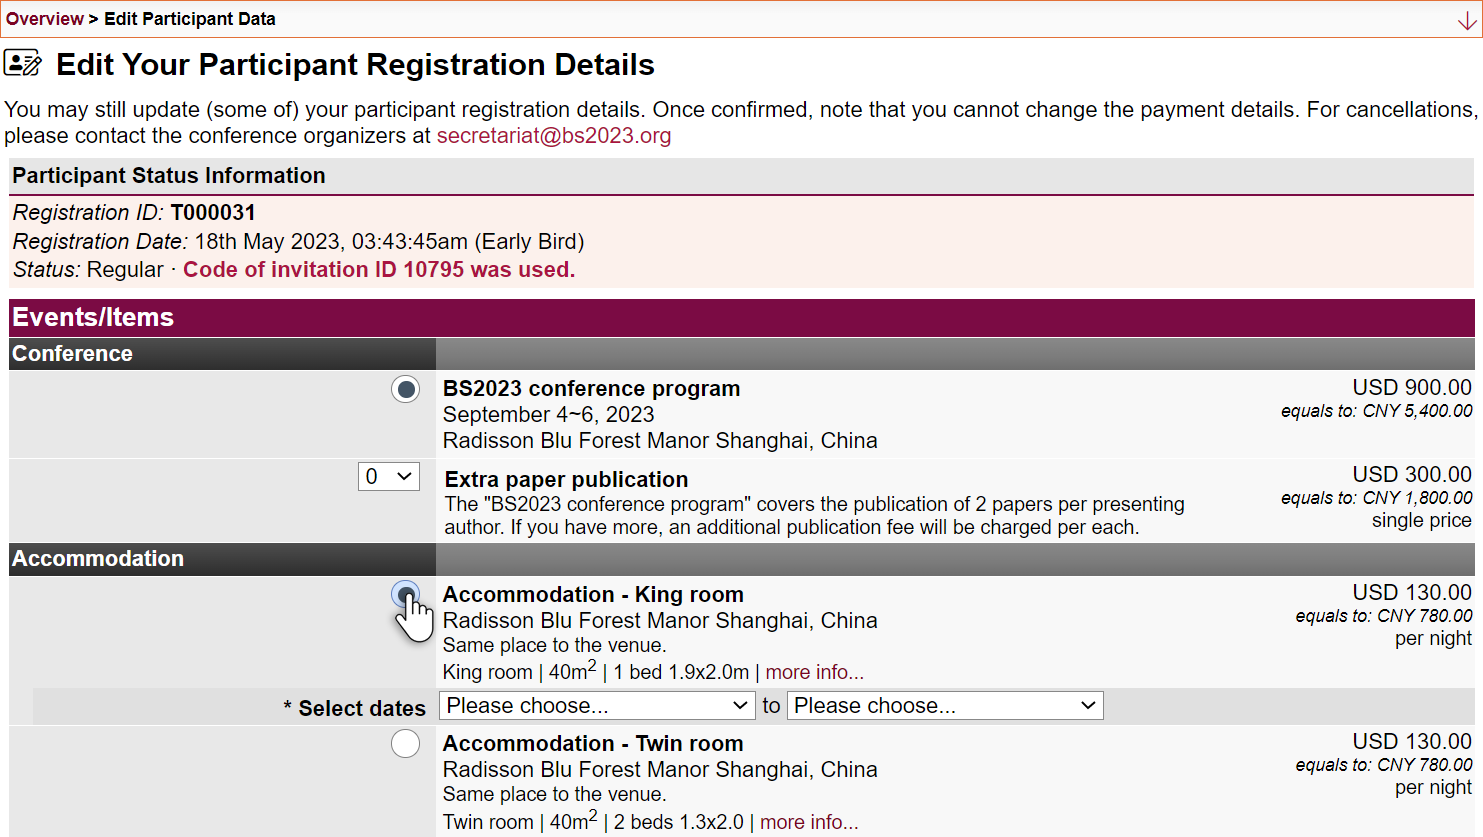 Overview > Edit Participant Data
Edit Your Participant Registration Details
You may still update (some of) your participant registration details. Once confirmed, note that you cannot change the payment details. For cancellations,
please contact the conference organizers at secretariat@bs2023.org
Participant Status Information
Registration ID: T000031
Registration Date: 18th May 2023, 03:43:45am (Early Bird)
Status: Regular · Code of invitation ID 10795 was used.
Events/Items
Conference
BS2023 conference program
September 4~6, 2023
Radisson Blu Forest Manor Shanghai, China
USD 900.00
equals to: CNY 5,400.00
0
Extra paper publication
The "BS2023 conference program" covers the publication of 2 papers per presenting
author. If you have more, an additional publication fee will be charged per each.
USD 300.00
equals to: CNY 1,800.00
single price
Accommodation
Accommodation - King room
Radisson Blu Forest Manor Shanghai, China
Same place to the venue.
King room | 40m² | 1 bed 1.9x2.0m | more info...
USD 130.00
equals to: CNY 780.00
per night
* Select dates Please choose... to Please choose...
Accommodation - Twin room
Radisson Blu Forest Manor Shanghai, China
Same place to the venue.
Twin room | 40m² | 2 beds 1.3x2.0 | more info...
USD 130.00
equals to: CNY 780.00
per night